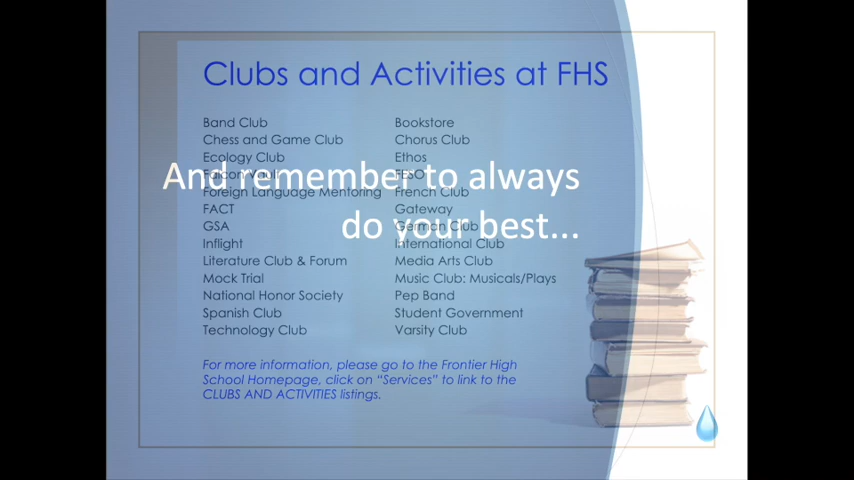 Clubs and Activities at FHS
Band Club
Chess and Game Club
Ecology Club
Falcon Vault
Foreign Language Mentoring
FACT
GSA
Inflight
Literature Club & Forum
Mock Trial
National Honor Society
Spanish Club
Technology Club
Bookstore
Chorus Club
Ethos
French Club
Gateway
German Club
International Club
Media Arts Club
Music Club: Musicals/Plays
Pep Band
Student Government
Varsity Club
And remember to always
do your best...
For more information, please go to the Frontier High
School Homepage, click on “Services” to link to the
CLUBS AND ACTIVITIES listings.